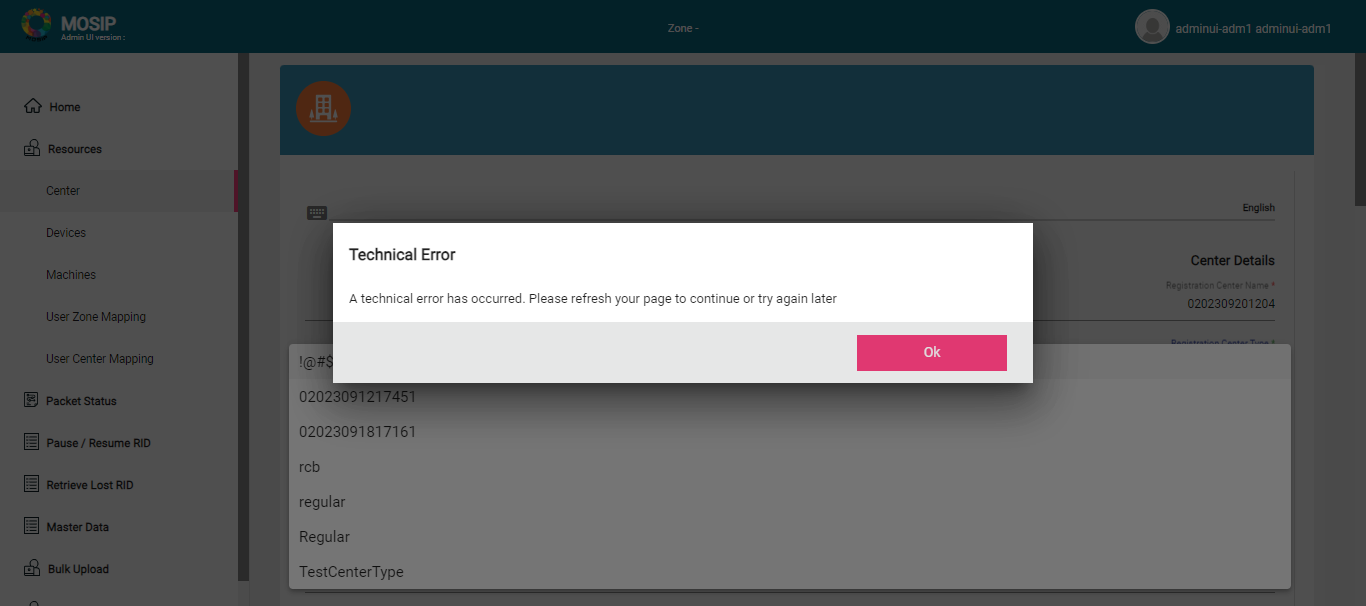 MOSIP
Admin UI version :
Zone -
adminui-adm1 adminui-adm1
Home
Resources
Center
Devices
Machines
User Zone Mapping
User Center Mapping
Packet Status
Pause / Resume RID
Retrieve Lost RID
Master Data
Bulk Upload
English
Center Details
Registration Center Name *
0202309201204
Registration Center Type *
Technical Error
A technical error has occurred. Please refresh your page to continue or try again later
Ok
!@#$
02023091217451
02023091817161
rcb
regular
Regular
TestCenterType